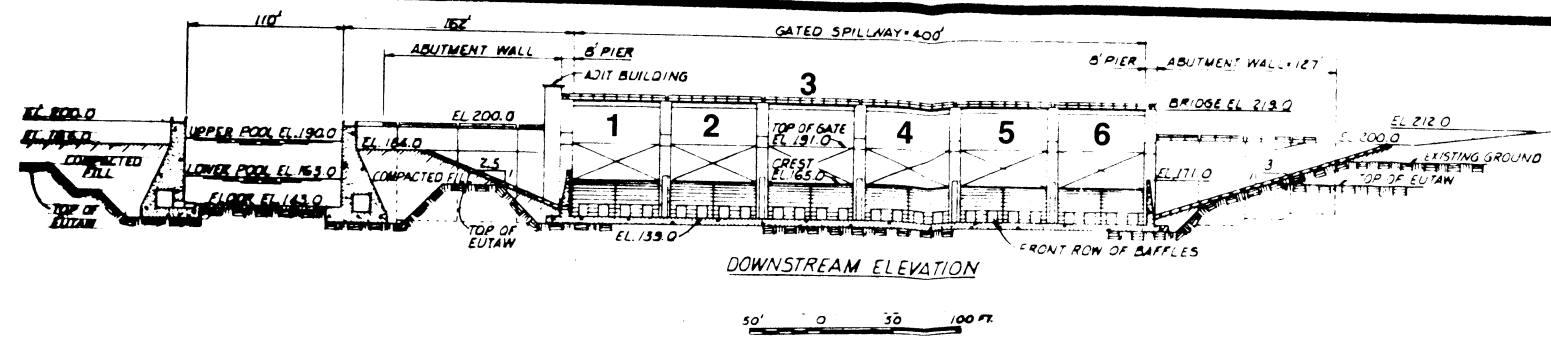 110'
162'
GATED SPILLWAY=400'
ABUTMENT WALL
8' PIER
8' PIER
ABUTMENT WALL=127'
ADIT BUILDING
3
EL 200.0
EL 200.0
BRIDGE EL 219.0
EL 212.0
1
2
4
5
6
UPPER POOL EL.190.0
EL 184.0
TOP OF GATE
EL 191.0
EL 200.0
COMPACTED
FILL
LOWER POOL EL 163.0
COMPACTED FILL
2.5
1
CREST
EL 165.0
EL 171.0
3
1
EXISTING GROUND
TOP OF EUTAW
FLOOR EL 143.0
TOP OF
EUTAW
TOP OF
EUTAW
EL.139.0
FRONT ROW OF BAFFLES
DOWNSTREAM ELEVATION
50' 0 50 100 FT.